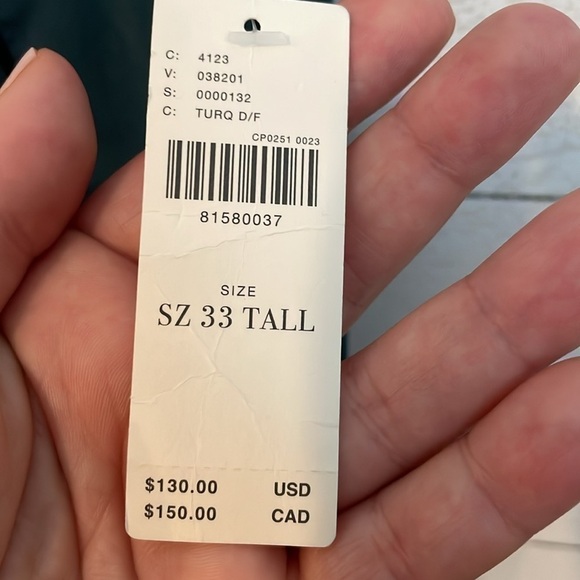 C: 4123
V: 038201
S: 0000132
C: TURQ D/F
CP0251 0023
81580037
SIZE
SZ 33 TALL
$130.00 USD
$150.00 CAD